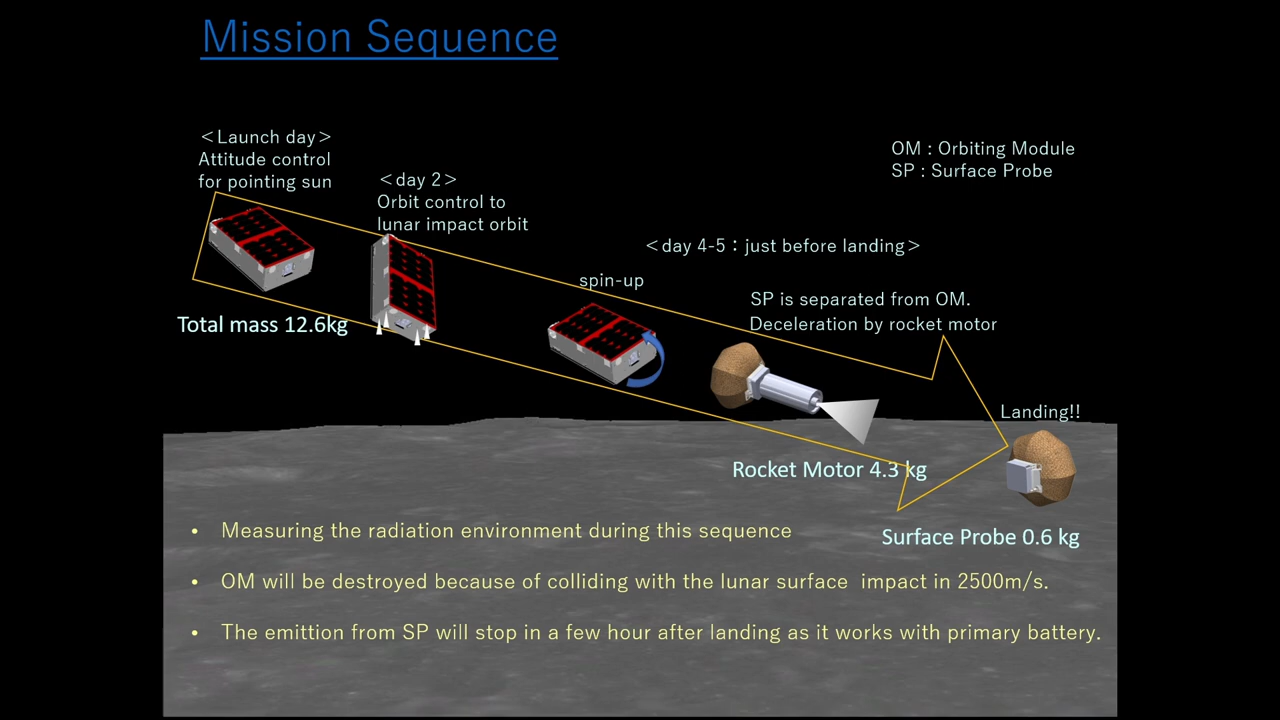 Mission Sequence
＜Launch day＞
Attitude control
for pointing sun
＜day 2＞
Orbit control to
lunar impact orbit
OM : Orbiting Module
SP : Surface Probe
＜day 4-5：just before landing＞
spin-up
SP is separated from OM.
Deceleration by rocket motor
Total mass 12.6kg
Landing!!
Rocket Motor 4.3 kg
Surface Probe 0.6 kg
• Measuring the radiation environment during this sequence
• OM will be destroyed because of colliding with the lunar surface impact in 2500m/s.
• The emittion from SP will stop in a few hour after landing as it works with primary battery.